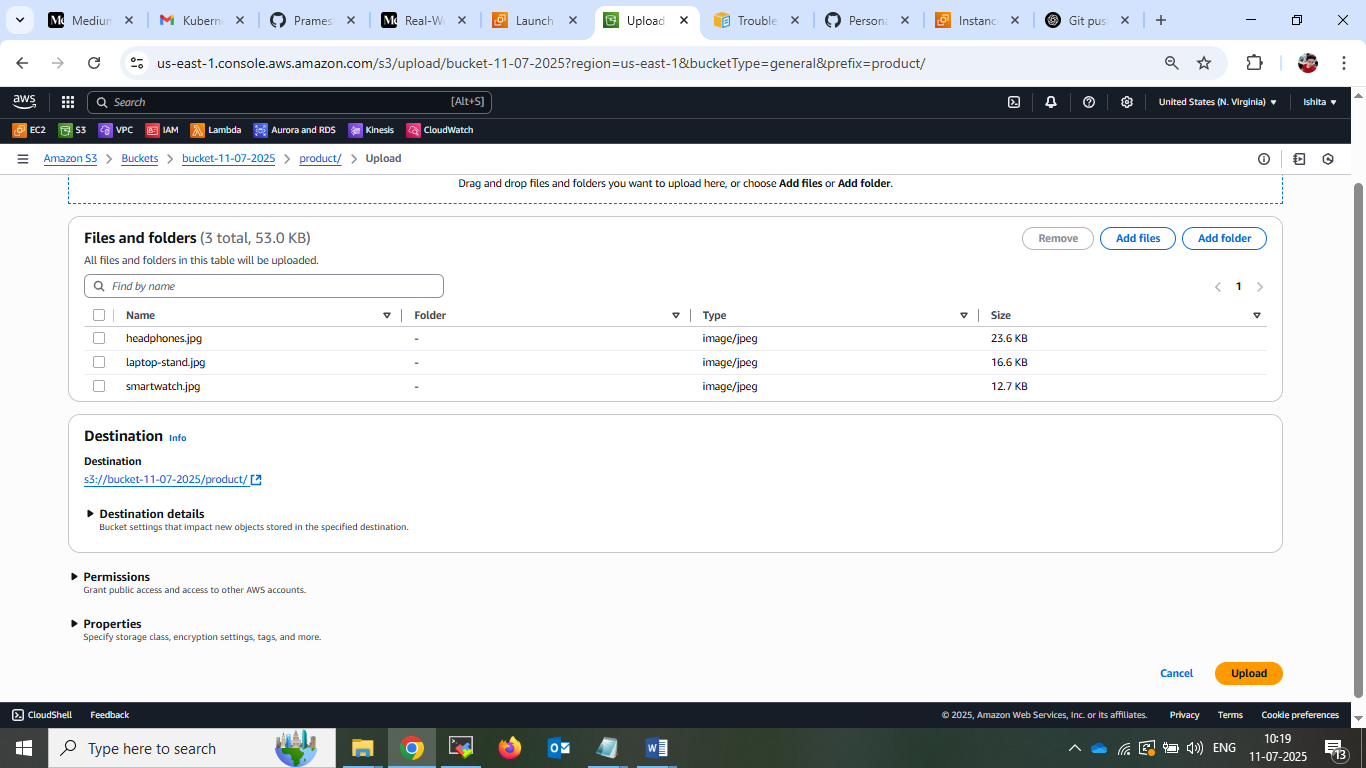 Medium
Kubern
Prames
Real-W
Launch
Upload
Trouble
Persona
Instanc
Git pus
us-east-1.console.aws.amazon.com/s3/upload/bucket-11-07-2025?region=us-east-1&bucketType=general&prefix=product/
aws
Search
[Alt+S]
United States (N. Virginia)
Ishita
EC2
S3
VPC
IAM
Lambda
Aurora and RDS
Kinesis
CloudWatch
Amazon S3
Buckets
bucket-11-07-2025
product/
Upload
Drag and drop files and folders you want to upload here, or choose Add files or Add folder.
Files and folders (3 total, 53.0 KB)
Remove
Add files
Add folder
All files and folders in this table will be uploaded.
Find by name
1
Name
Folder
Type
Size
headphones.jpg
-
image/jpeg
23.6 KB
laptop-stand.jpg
-
image/jpeg
16.6 KB
smartwatch.jpg
-
image/jpeg
12.7 KB
Destination Info
Destination
s3://bucket-11-07-2025/product/
Destination details
Bucket settings that impact new objects stored in the specified destination.
Permissions
Grant public access and access to other AWS accounts.
Properties
Specify storage class, encryption settings, tags, and more.
Cancel
Upload
CloudShell
Feedback
© 2025, Amazon Web Services, Inc. or its affiliates.
Privacy
Terms
Cookie preferences
Type here to search
ENG
10:19
11-07-2025
13